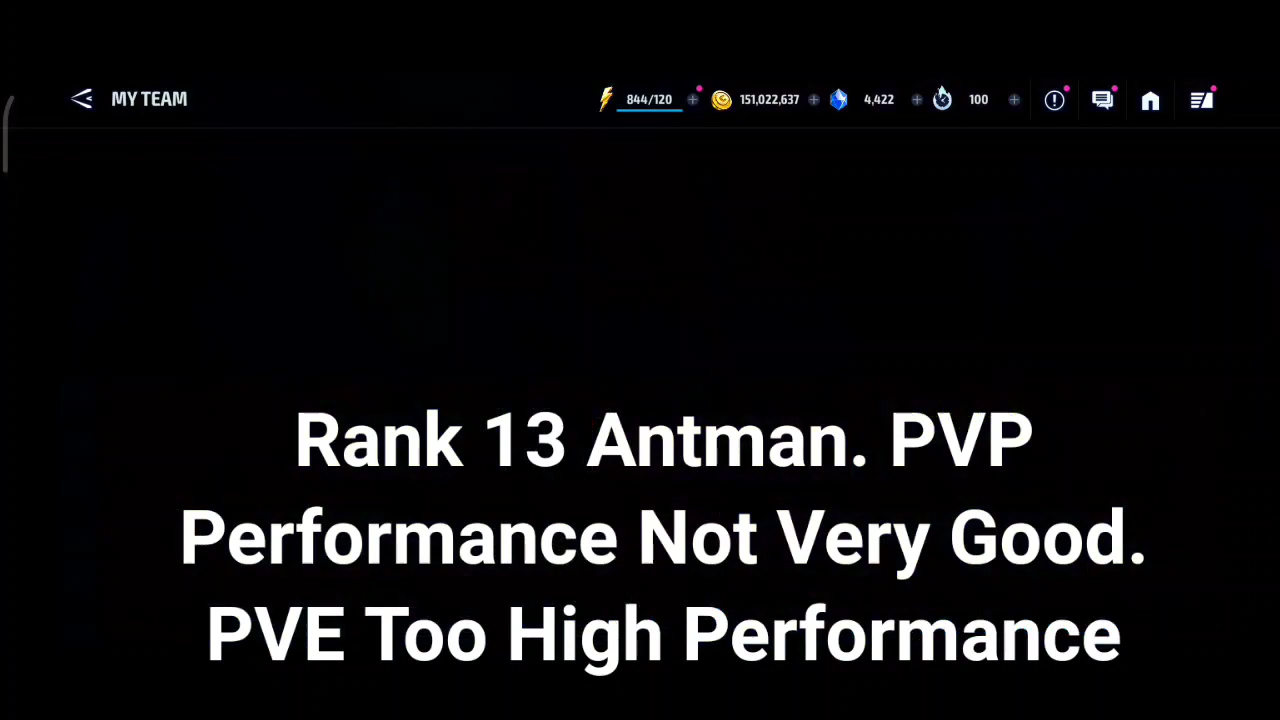 MY TEAM 844/120 151,022,637 4,422 100
Rank 13 Antman. PVP
Performance Not Very Good.
PVE Too High Performance